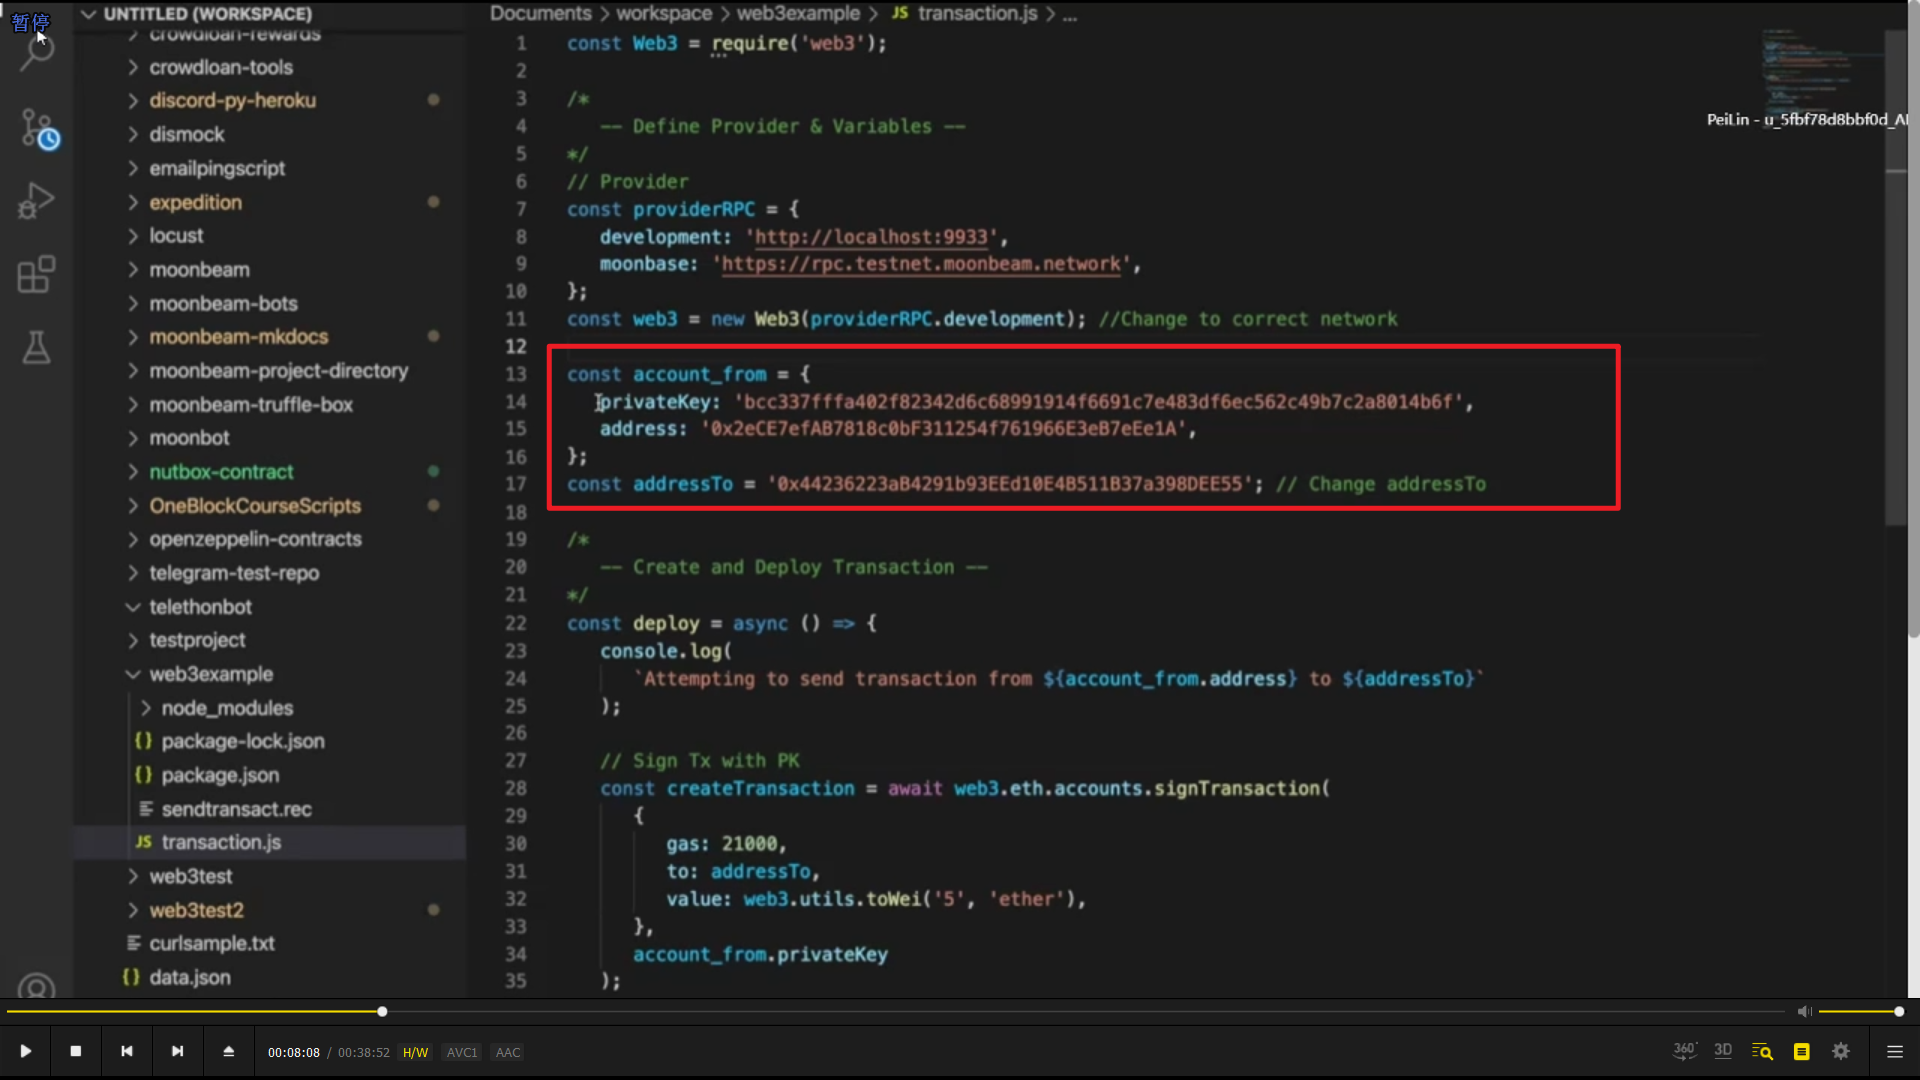 暂停
UNTITLED (WORKSPACE)
crowdloan-rewards
crowdloan-tools
discord-py-heroku
dismock
emailpingscript
expedition
locust
moonbeam
moonbeam-bots
moonbeam-mkdocs
moonbeam-project-directory
moonbeam-truffle-box
moonbot
nutbox-contract
OneBlockCourseScripts
openzeppelin-contracts
telegram-test-repo
telethonbot
testproject
web3example
node_modules
{} package-lock.json
{} package.json
sendtransact.rec
JS transaction.js
web3test
web3test2
curlsample.txt
{} data.json
Documents > workspace > web3example > JS transaction.js > ...
1 const Web3 = require('web3');
2
3 /*
4 -- Define Provider & Variables --
5 */
6 // Provider
7 const providerRPC = {
8 development: 'http://localhost:9933',
9 moonbase: 'https://rpc.testnet.moonbeam.network',
10 };
11 const web3 = new Web3(providerRPC.development); //Change to correct network
12
13 const account_from = {
14 privateKey: 'bcc337fffa402f82342d6c68991914f6691c7e483df6ec562c49b7c2a8014b6f',
15 address: '0x2eCE7efAB7818c0bF311254f761966E3eB7eEe1A',
16 };
17 const addressTo = '0x44236223aB4291b93EEd10E4B511B37a398DEE55'; // Change addressTo
18
19 /*
20 -- Create and Deploy Transaction --
21 */
22 const deploy = async () => {
23 console.log(
24 `Attempting to send transaction from ${account_from.address} to ${addressTo}`
25 );
26
27 // Sign Tx with PK
28 const createTransaction = await web3.eth.accounts.signTransaction(
29 {
30 gas: 21000,
31 to: addressTo,
32 value: web3.utils.toWei('5', 'ether'),
33 },
34 account_from.privateKey
35 );
PeiLin - u_5fbf78d8bbf0d_A
00:08:08 / 00:38:52 H/W AVC1 AAC
360° 3D